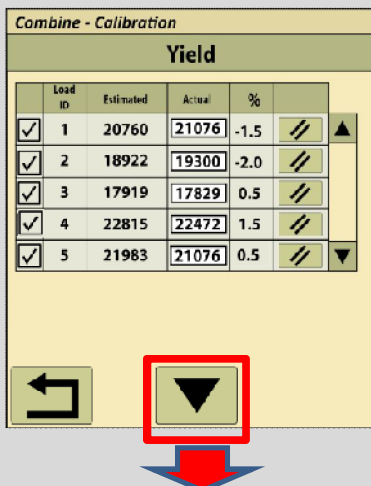 Combine - Calibration
Yield
Load ID Estimated Actual %
1 20760 21076 -1.5
2 18922 19300 -2.0
3 17919 17829 0.5
4 22815 22472 1.5
5 21983 21076 0.5